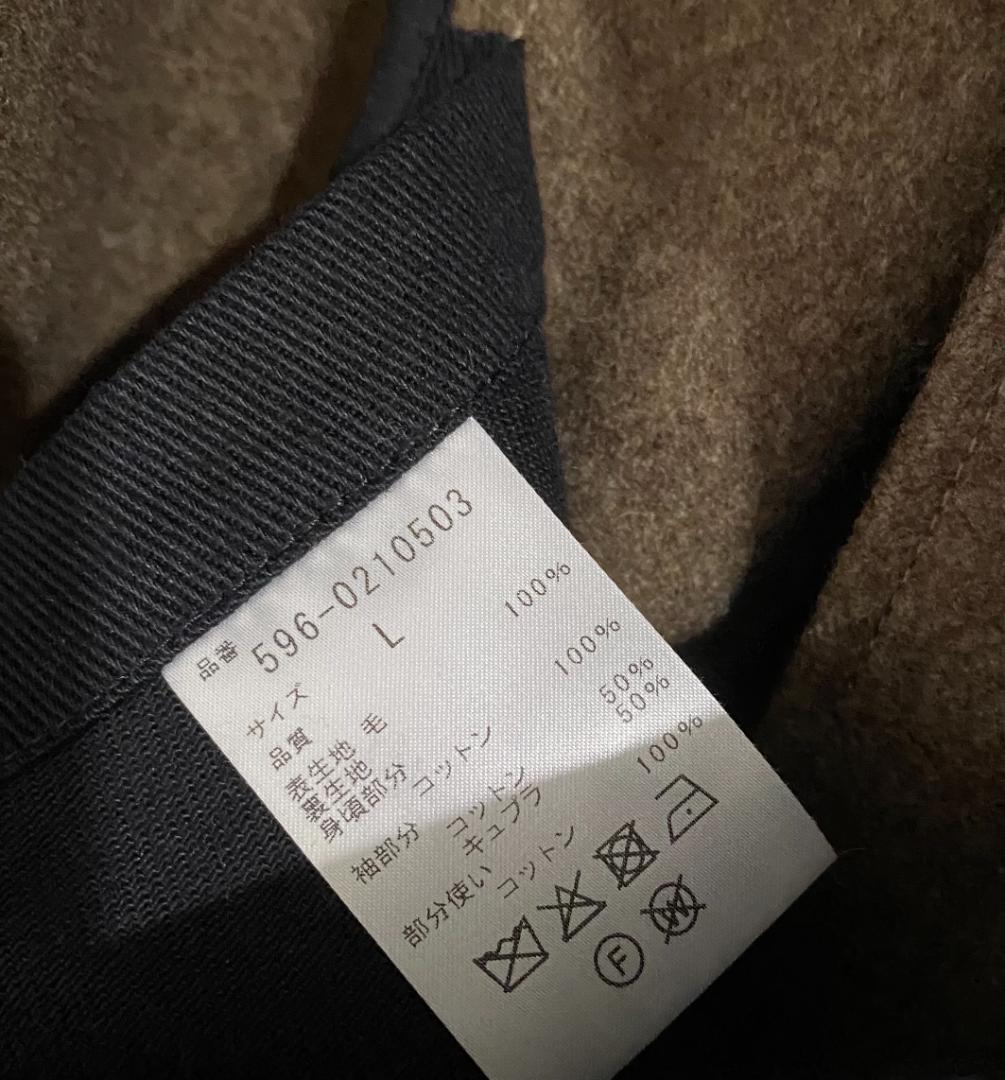 品番 596-0210503
サイズ L
品質
表生地 毛 100%
裏生地
身頃部分 コットン 100%
袖部分 コットン 50%
キュプラ 50%
部分使い
コットン 100%
F W